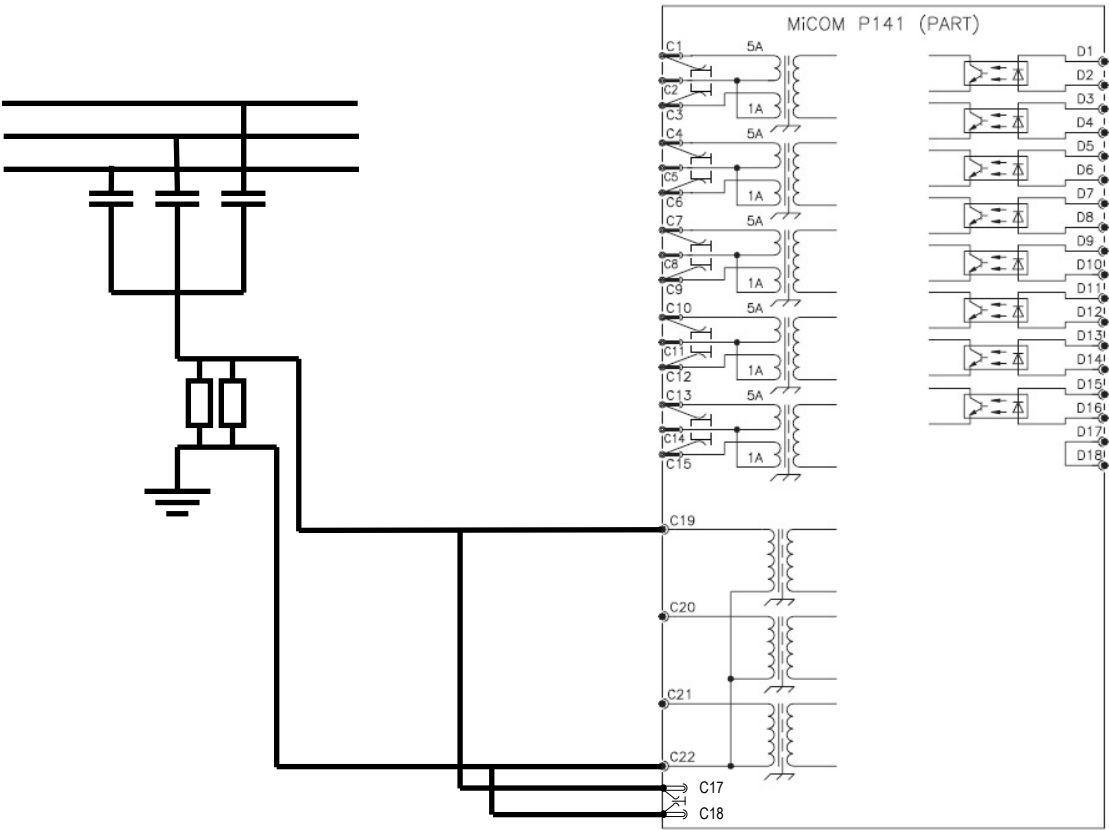 MiCOM P141 (PART)
C1
5A
C2
1A
C3
C4
5A
C5
1A
C6
C7
5A
C8
1A
C9
C10
5A
C11
1A
C12
C13
5A
C14
1A
C15
C19
C20
C21
C22
C17
C18
D1
D2
D3
D4
D5
D6
D7
D8
D9
D10
D11
D12
D13
D14
D15
D16
D17
D18